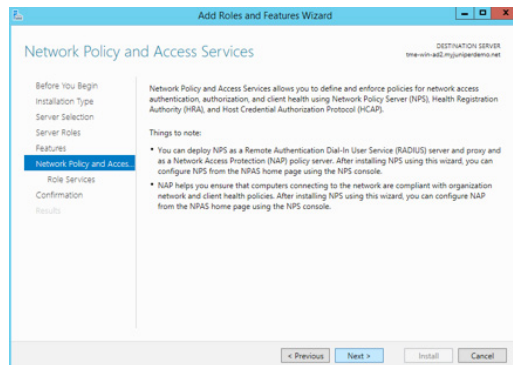 Add Roles and Features Wizard
Network Policy and Access Services
DESTINATION SERVER
tme-win-ad2.myjuniperdemo.net
Before You Begin
Installation Type
Server Selection
Server Roles
Features
Network Policy and Acces...
Role Services
Confirmation
Results
Network Policy and Access Services allows you to define and enforce policies for network access
authentication, authorization, and client health using Network Policy Server (NPS), Health Registration
Authority (HRA), and Host Credential Authorization Protocol (HCAP).
Things to note:
• You can deploy NPS as a Remote Authentication Dial-In User Service (RADIUS) server and proxy and
as a Network Access Protection (NAP) policy server. After installing NPS using this wizard, you can
configure NPS from the NPAS home page using the NPS console.
• NAP helps you ensure that computers connecting to the network are compliant with organization
network and client health policies. After installing NPS using this wizard, you can configure NAP
from the NPAS home page using the NPS console.
< Previous
Next >
Install
Cancel